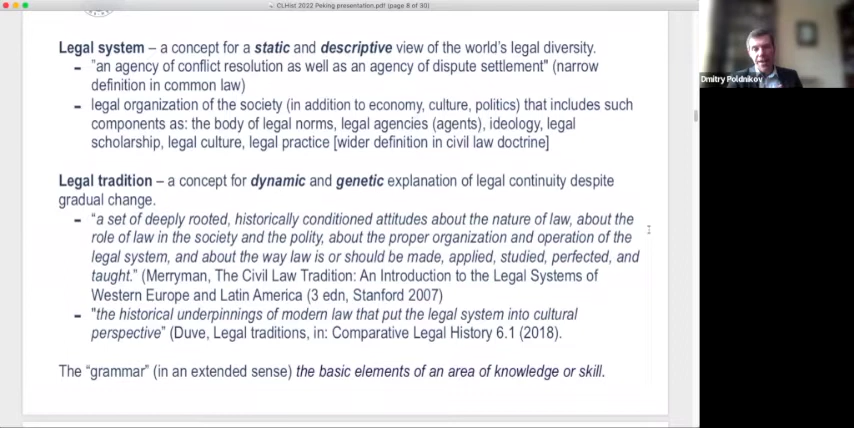 CLHist 2022 Peking presentation.pdf (page 8 of 30)
Legal system – a concept for a static and descriptive view of the world's legal diversity.
- "an agency of conflict resolution as well as an agency of dispute settlement" (narrow
definition in common law)
- legal organization of the society (in addition to economy, culture, politics) that includes such
components as: the body of legal norms, legal agencies (agents), ideology, legal
scholarship, legal culture, legal practice [wider definition in civil law doctrine]
Legal tradition – a concept for dynamic and genetic explanation of legal continuity despite
gradual change.
- "a set of deeply rooted, historically conditioned attitudes about the nature of law, about the
role of law in the society and the polity, about the proper organization and operation of the
legal system, and about the way law is or should be made, applied, studied, perfected, and
taught." (Merryman, The Civil Law Tradition: An Introduction to the Legal Systems of
Western Europe and Latin America (3 edn, Stanford 2007)
- "the historical underpinnings of modern law that put the legal system into cultural
perspective" (Duve, Legal traditions, in: Comparative Legal History 6.1 (2018).
The "grammar" (in an extended sense) the basic elements of an area of knowledge or skill.
Dmitry Poldnikov